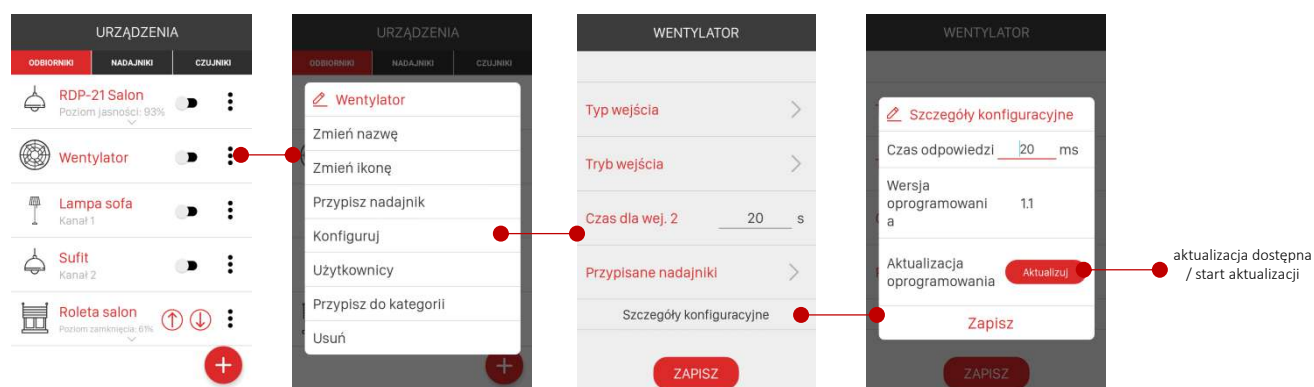 URZĄDZENIA
ODBIORNIKI NADAJNIKI CZUJNIKI
RDP-21 Salon
Poziom jasności: 93%
Wentylator
Lampa sofa
Kanał 1
Sufit
Kanał 2
Roleta salon
Poziom zamknięcia: 6%
URZĄDZENIA
ODBIORNIKI NADAJNIKI CZUJNIKI
Wentylator
Zmień nazwę
Zmień ikonę
Przypisz nadajnik
Konfiguruj
Użytkownicy
Przypisz do kategorii
Usuń
WENTYLATOR
Typ wejścia
Tryb wejścia
Czas dla wej. 2 20 s
Przypisane nadajniki
Szczegóły konfiguracyjne
ZAPISZ
WENTYLATOR
Szczegóły konfiguracyjne
Czas odpowiedzi 20 ms
Wersja
oprogramowani
a
1.1
Aktualizacja
oprogramowania
Aktualizuj
Zapisz
ZAPISZ
aktualizacja dostępna
/ start aktualizacji